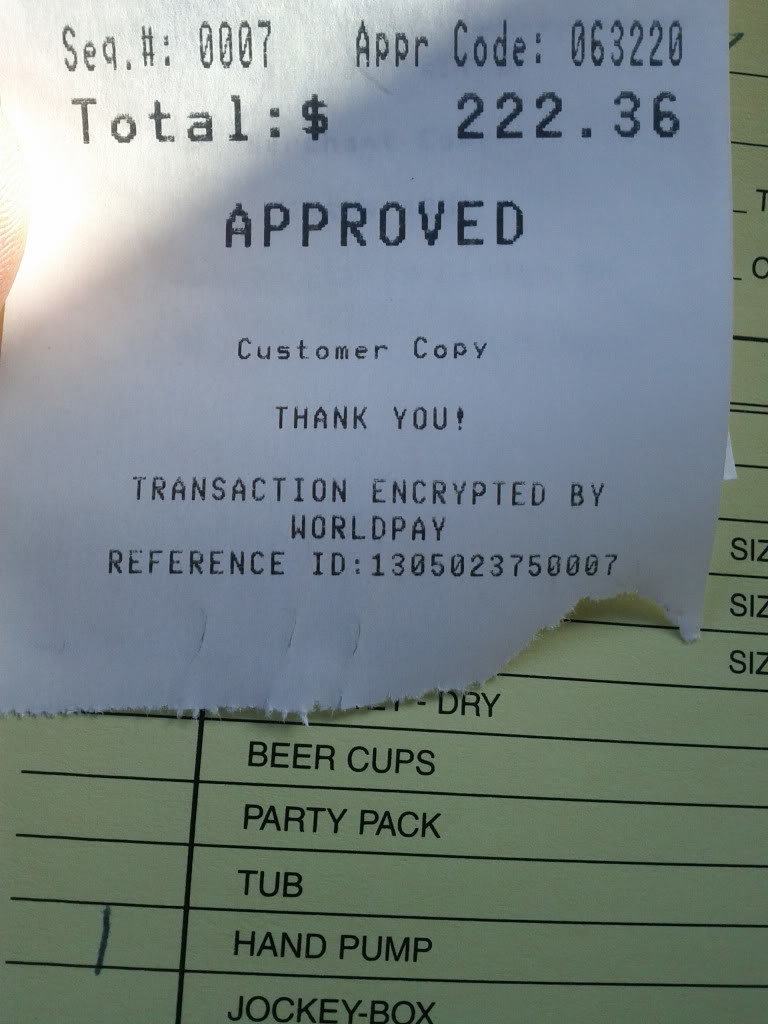 Seq.#: 0007 Appr Code: 063220
Total:$ 222.36
APPROVED
Customer Copy
THANK YOU!
TRANSACTION ENCRYPTED BY
WORLDPAY
REFERENCE ID:1305023750007
SIZ
SIZ
SIZ
- DRY
BEER CUPS
PARTY PACK
TUB
HAND PUMP
JOCKEY-BOX